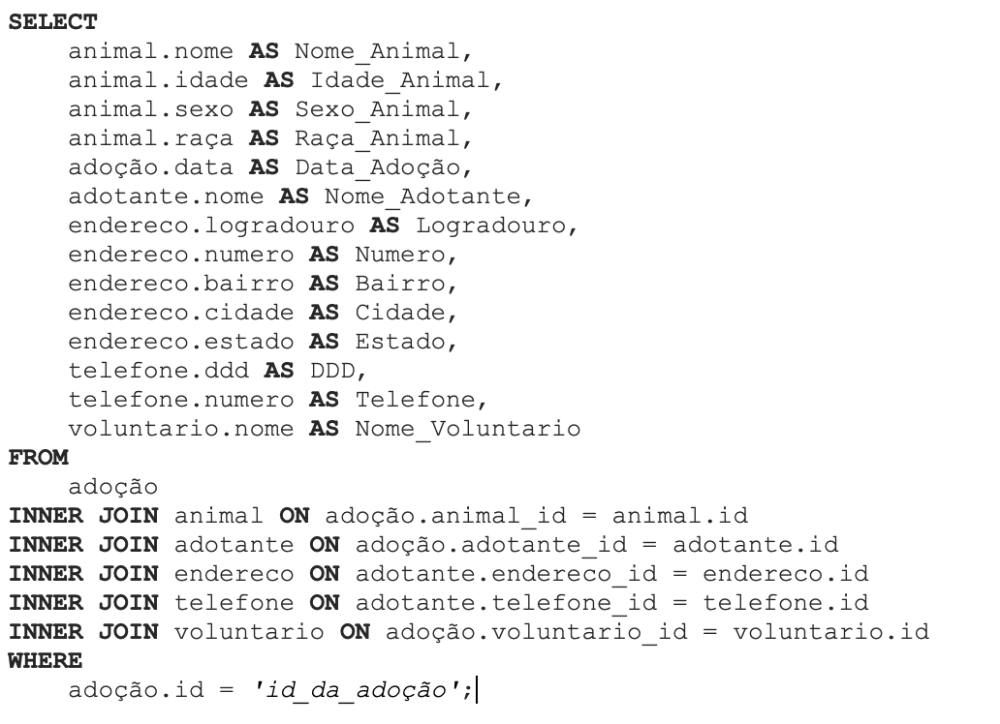 SELECT
animal.nome AS Nome_Animal,
animal.idade AS Idade_Animal,
animal.sexo AS Sexo_Animal,
animal.raça AS Raça_Animal,
adoção.data AS Data_Adoção,
adotante.nome AS Nome_Adotante,
endereco.logradouro AS Logradouro,
endereco.numero AS Numero,
endereco.bairro AS Bairro,
endereco.cidade AS Cidade,
endereco.estado AS Estado,
telefone.ddd AS DDD,
telefone.numero AS Telefone,
voluntario.nome AS Nome_Voluntario
FROM
adoção
INNER JOIN animal ON adoção.animal_id = animal.id
INNER JOIN adotante ON adoção.adotante_id = adotante.id
INNER JOIN endereco ON adotante.endereco_id = endereco.id
INNER JOIN telefone ON adotante.telefone_id = telefone.id
INNER JOIN voluntario ON adoção.voluntario_id = voluntario.id
WHERE
adoção.id = 'id_da_adoção';